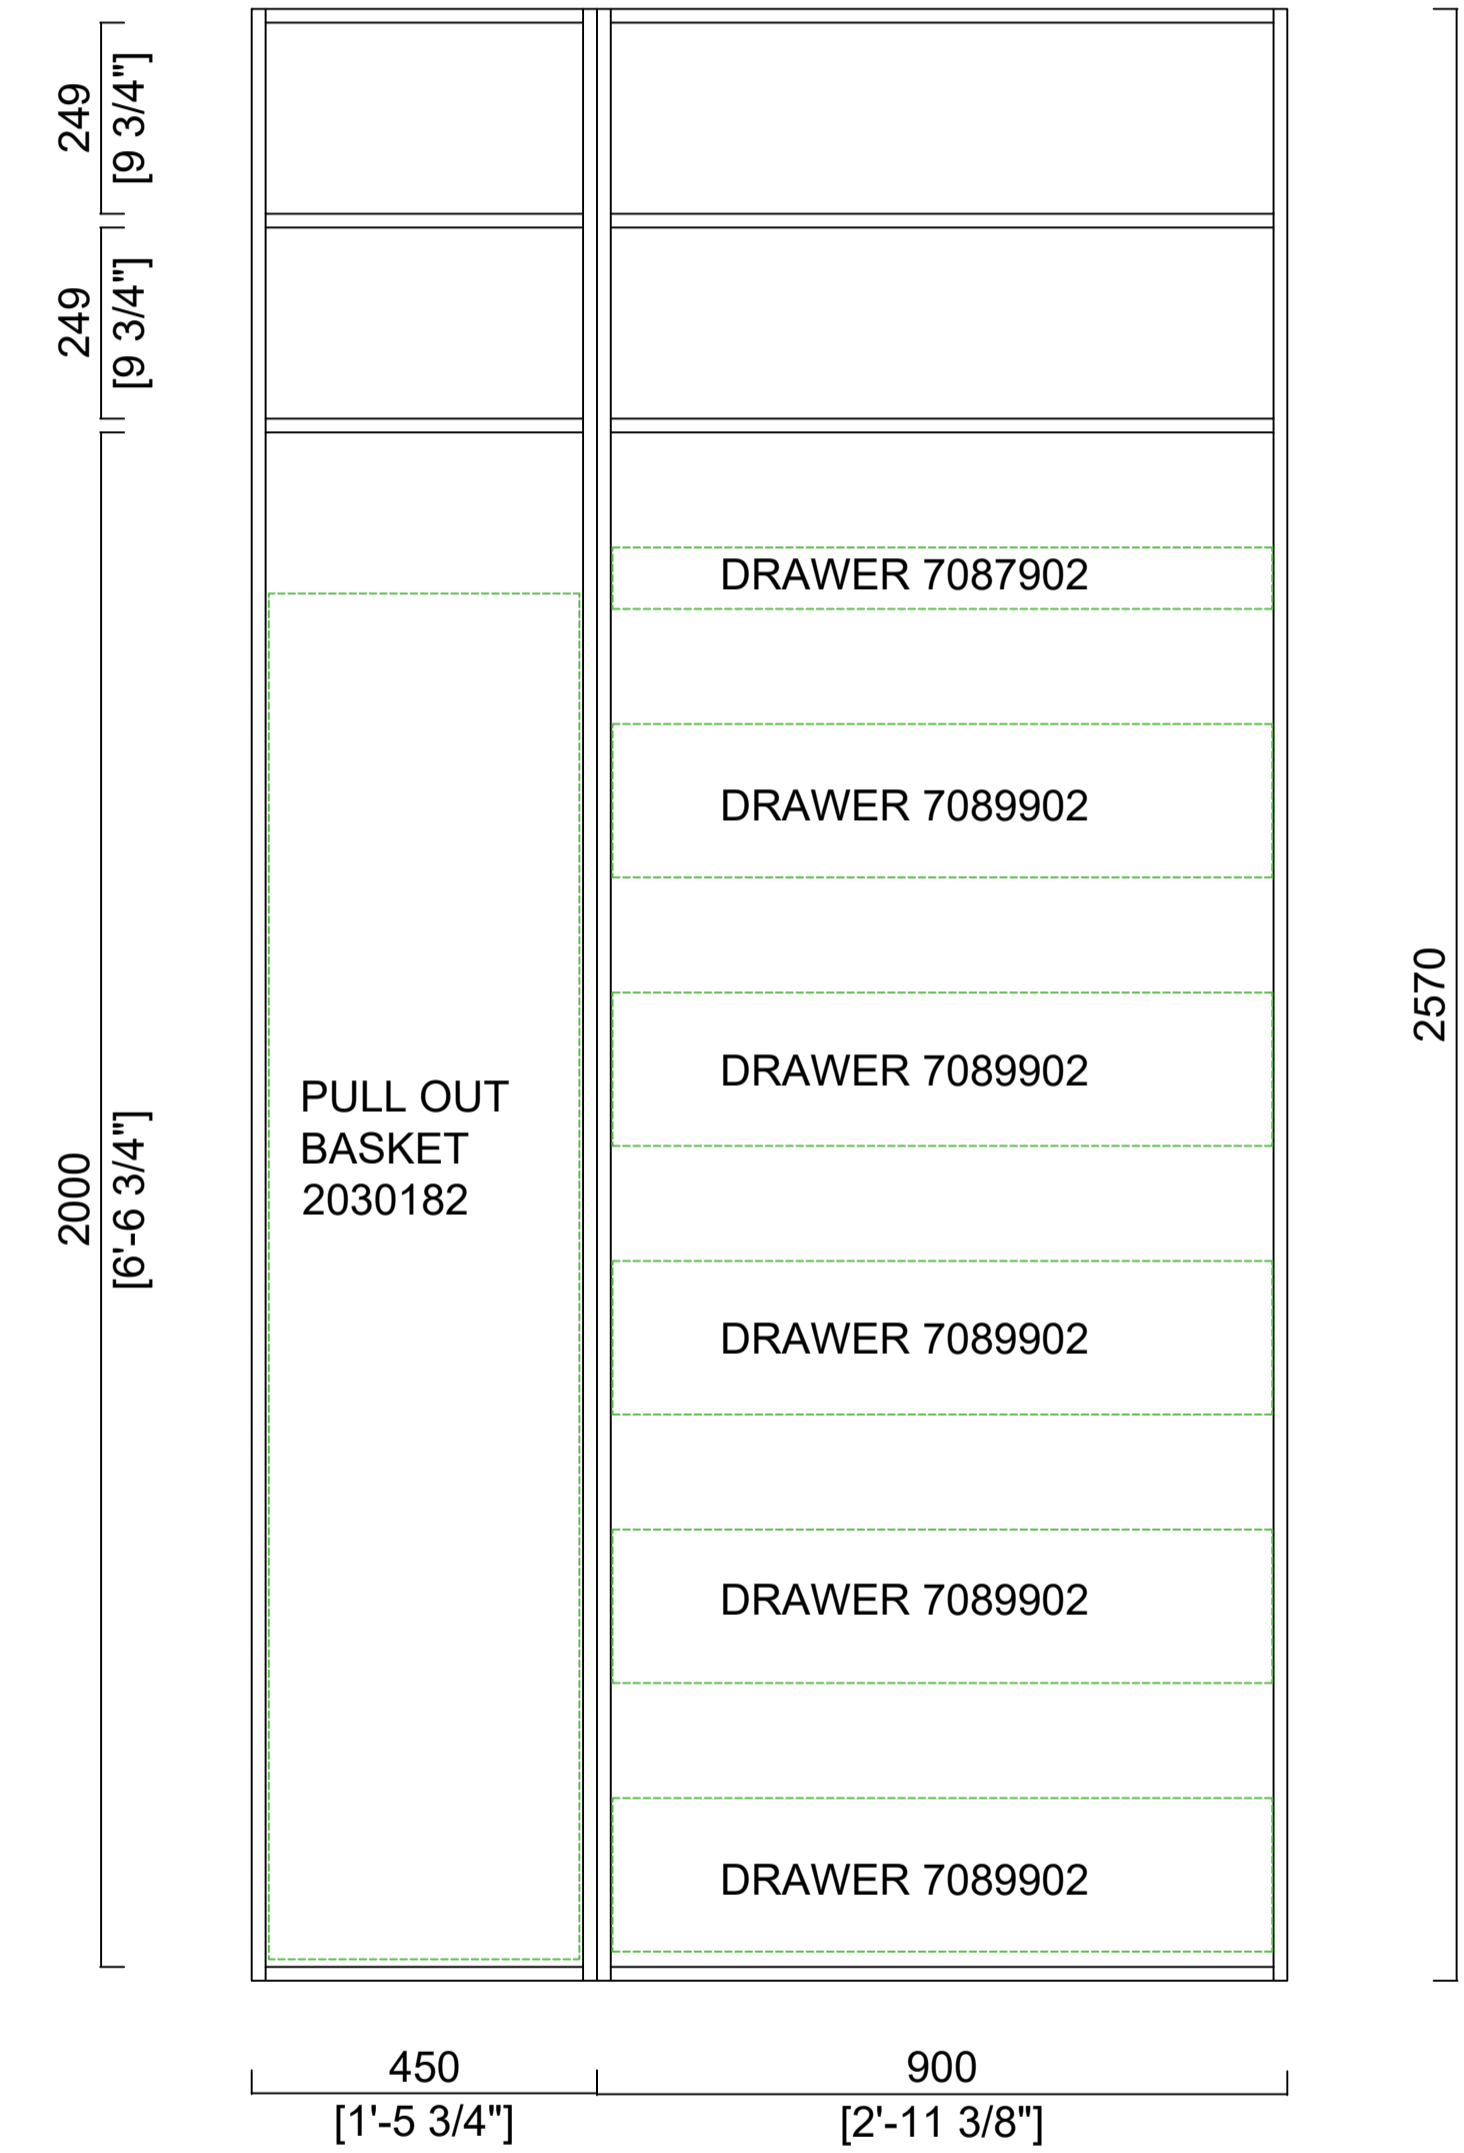 249
[9 3/4"]
249
[9 3/4"]
DRAWER 7087902
DRAWER 7089902
2570
DRAWER 7089902
PULL OUT
BASKET
2030182
2000
[6'-6 3/4"]
DRAWER 7089902
DRAWER 7089902
DRAWER 7089902
450
[1'-5 3/4"]
900
[2'-11 3/8"]